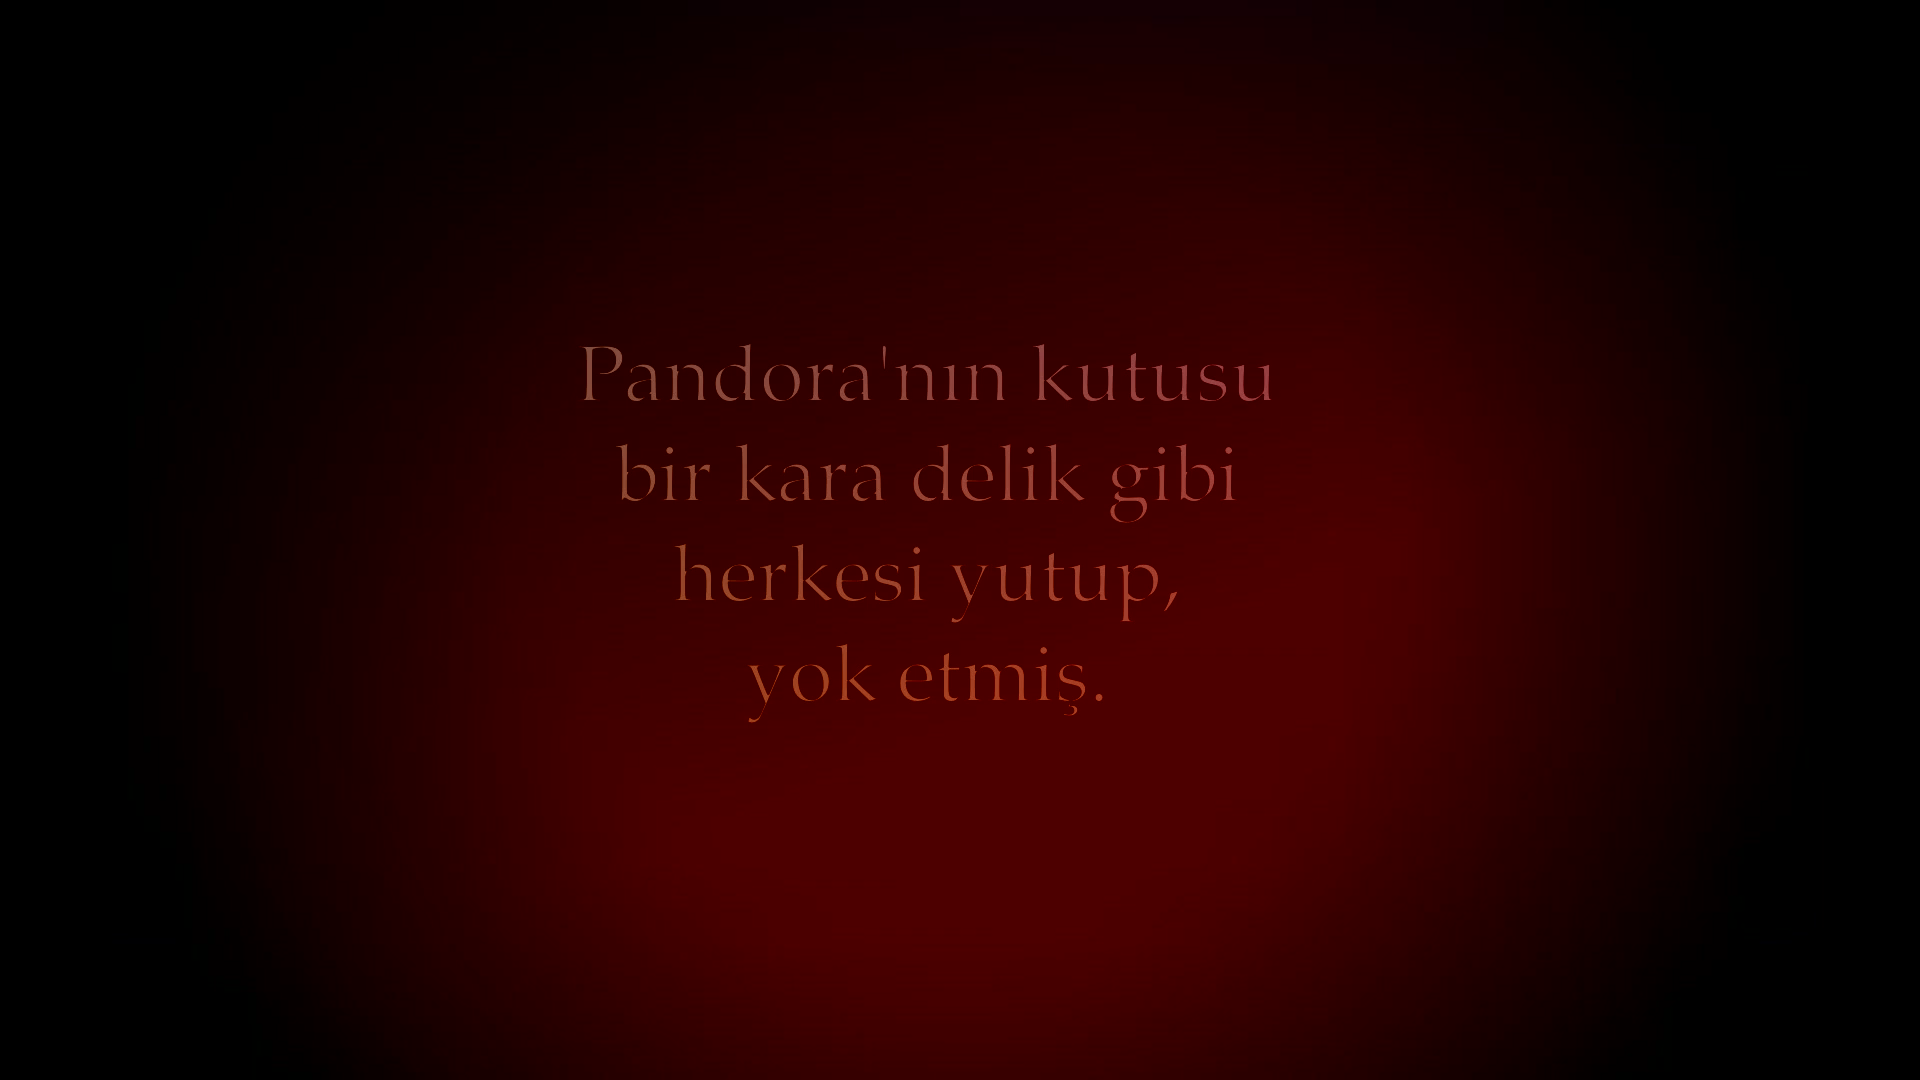 Pandora'nın kutusu
bir kara delik gibi
herkesi yutup,
yok etmiş.